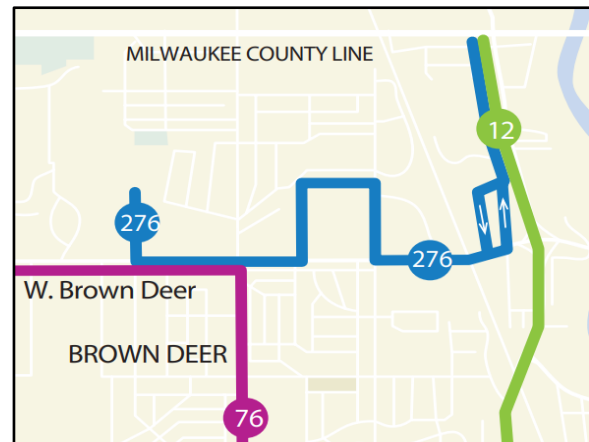 MILWAUKEE COUNTY LINE
12
276
276
W. Brown Deer
BROWN DEER
76